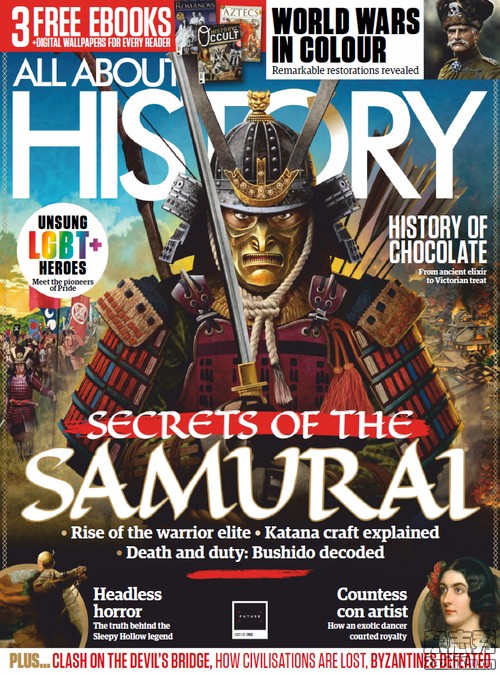 3 FREE EBOOKS
+DIGITAL WALLPAPERS FOR EVERY READER
ROMANOVS
AZTECS
OCCULT
WORLD WARS
IN COLOUR
Remarkable restorations revealed
ALL ABOUT
HISTORY
UNSUNG
LGBT+
HEROES
Meet the pioneers
of Pride
HISTORY OF
CHOCOLATE
From ancient elixir
to Victorian treat
SECRETS OF THE
SAMURAI
• Rise of the warrior elite • Katana craft explained
• Death and duty: Bushido decoded
Headless
horror
The truth behind the
Sleepy Hollow legend
FUTURE
ISSUE 092
Countess
con artist
How an exotic dancer
courted royalty
PLUS... CLASH ON THE DEVIL'S BRIDGE, HOW CIVILISATIONS ARE LOST, BYZANTINES DEFEATED